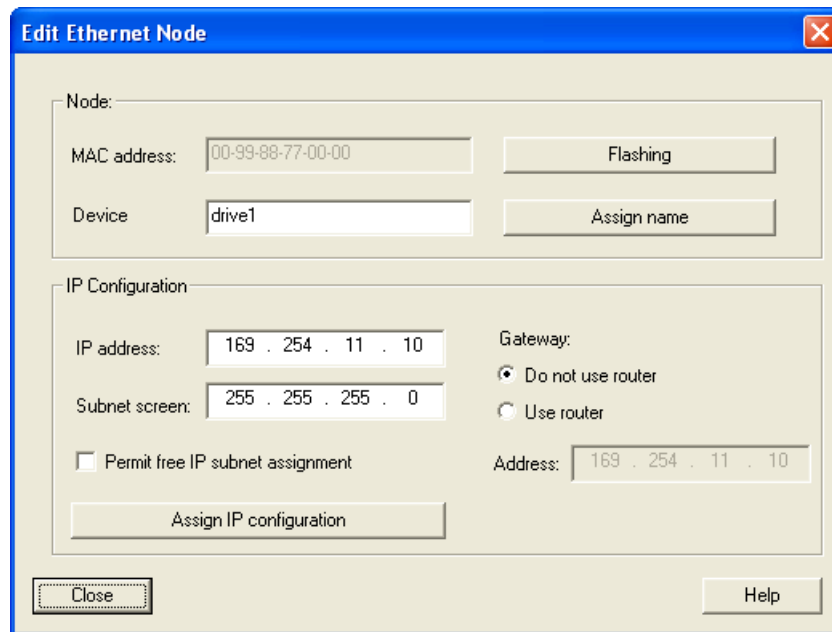 Edit Ethernet Node
Node:
MAC address: 00-99-88-77-00-00 Flashing
Device drive1 Assign name
IP Configuration
IP address: 169 . 254 . 11 . 10
Gateway:
Do not use router
Subnet screen: 255 . 255 . 255 . 0
Use router
Permit free IP subnet assignment
Address: 169 . 254 . 11 . 10
Assign IP configuration
Close Help